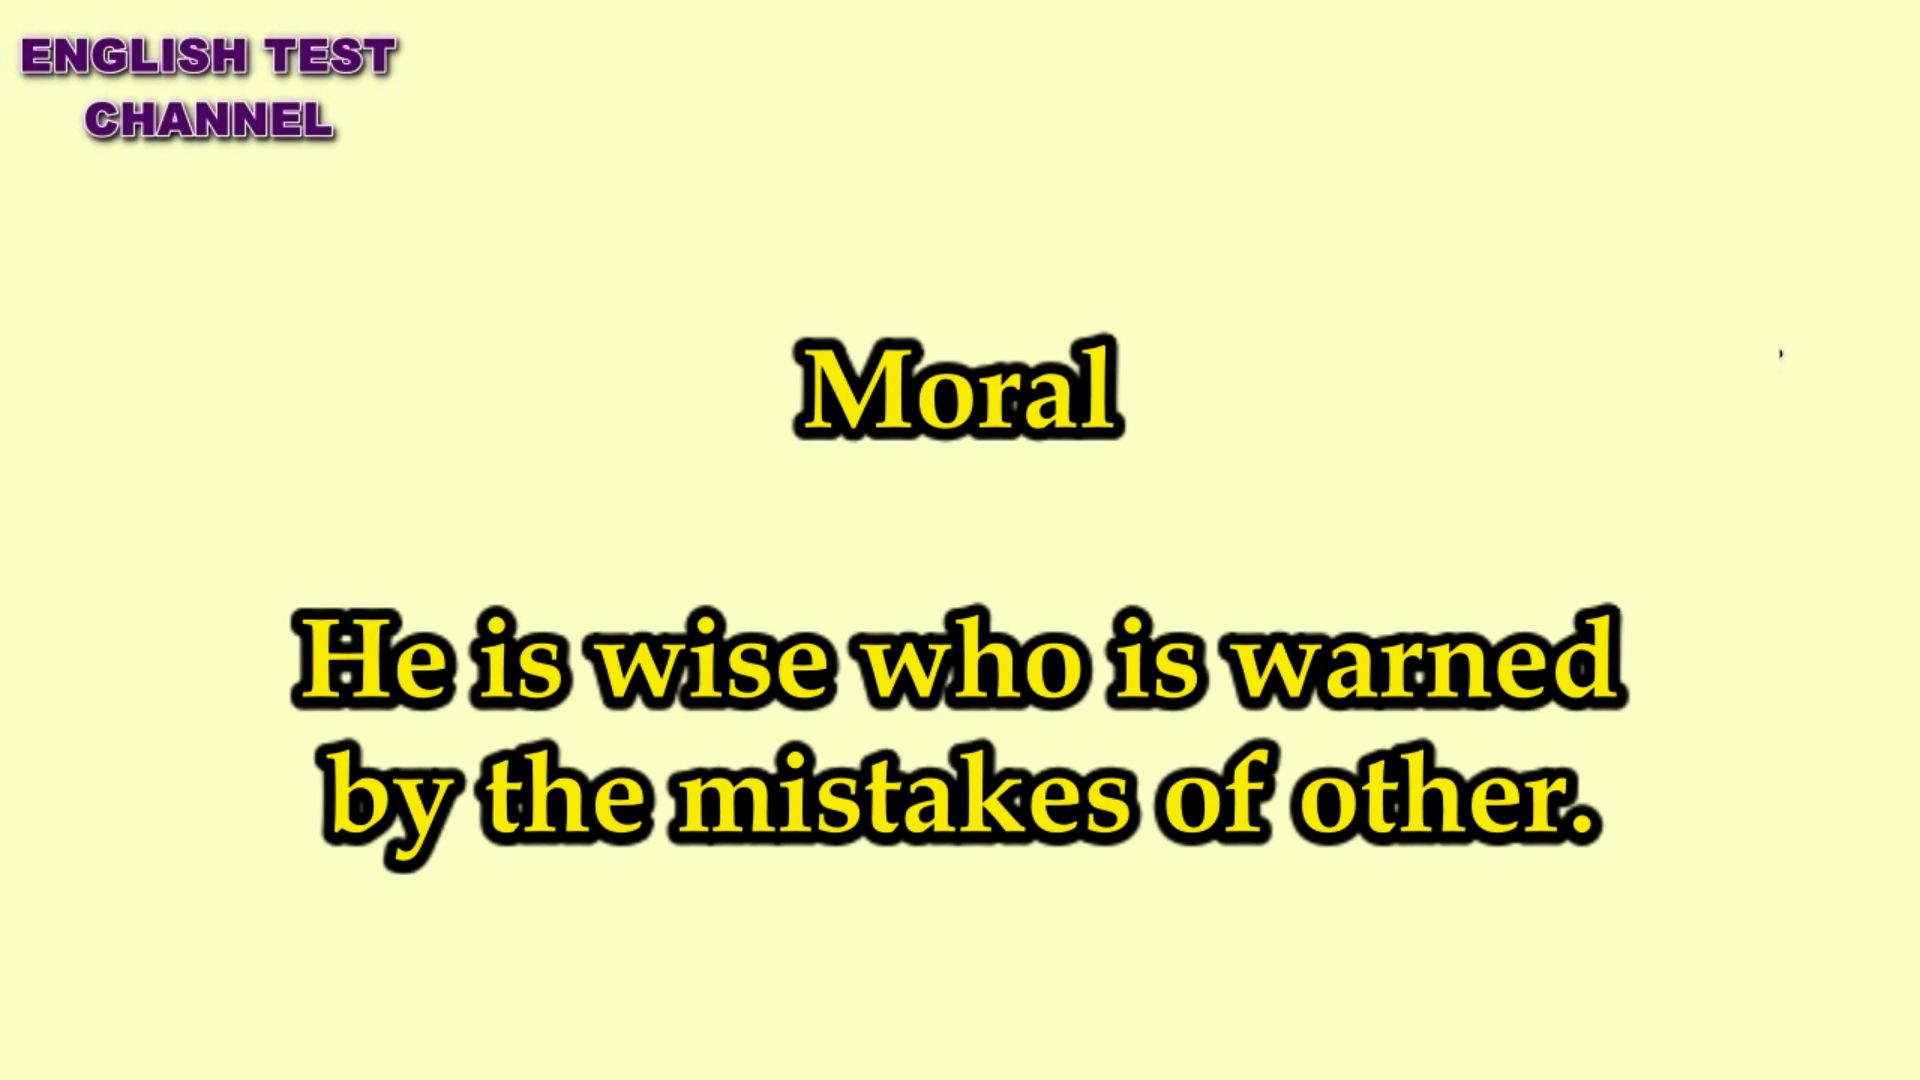 ENGLISH TEST
CHANNEL
Moral
He is wise who is warned
by the mistakes of other.